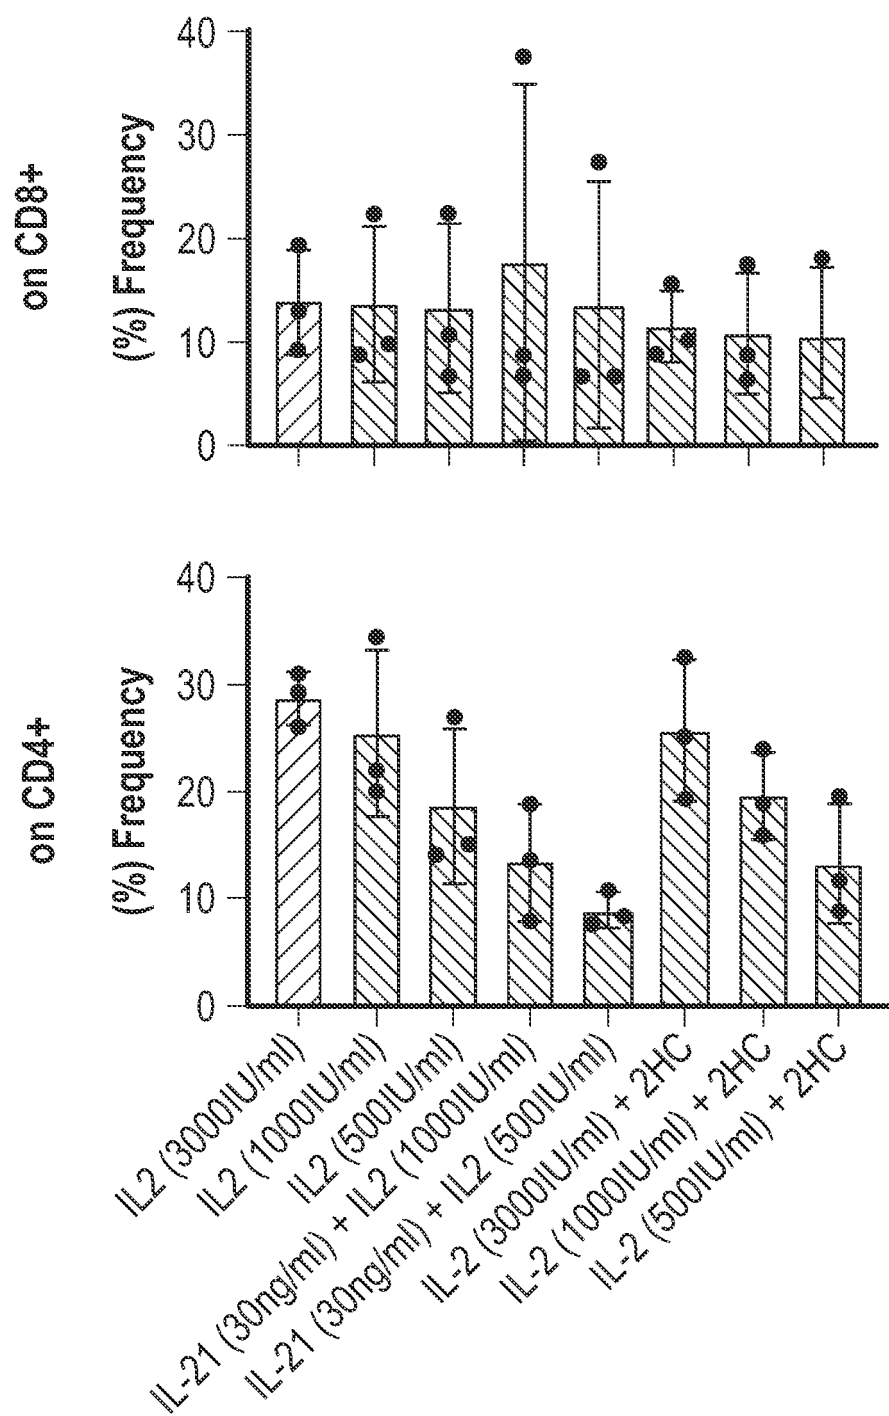 on CD8+
(%) Frequency
40
30
20
10
0
on CD4+
(%) Frequency
40
30
20
10
0
IL2 (3000IU/ml)
IL2 (1000IU/ml)
IL2 (500IU/ml)
IL-21 (30ng/ml) + IL2 (1000IU/ml)
IL-21 (30ng/ml) + IL2 (500IU/ml)
IL-2 (3000IU/ml) + 2HC
IL-2 (1000IU/ml) + 2HC
IL-2 (500IU/ml) + 2HC